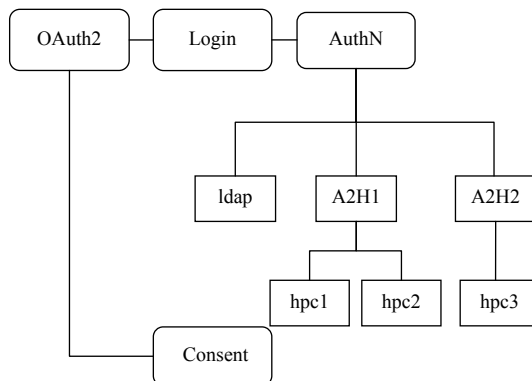 OAuth2
Login
AuthN
ldap
A2H1
A2H2
hpc1
hpc2
hpc3
Consent